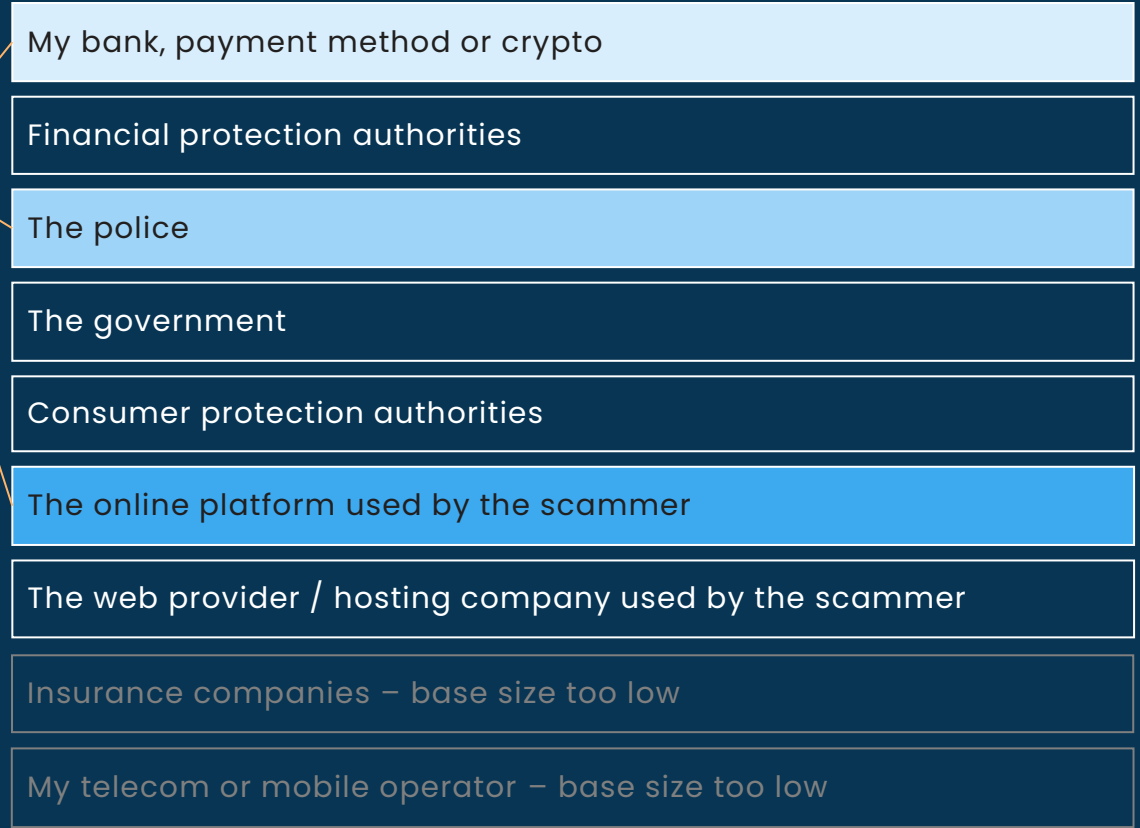 My bank, payment method or crypto
Financial protection authorities
The police
The government
Consumer protection authorities
The online platform used by the scammer
The web provider / hosting company used by the scammer
Insurance companies – base size too low
My telecom or mobile operator – base size too low